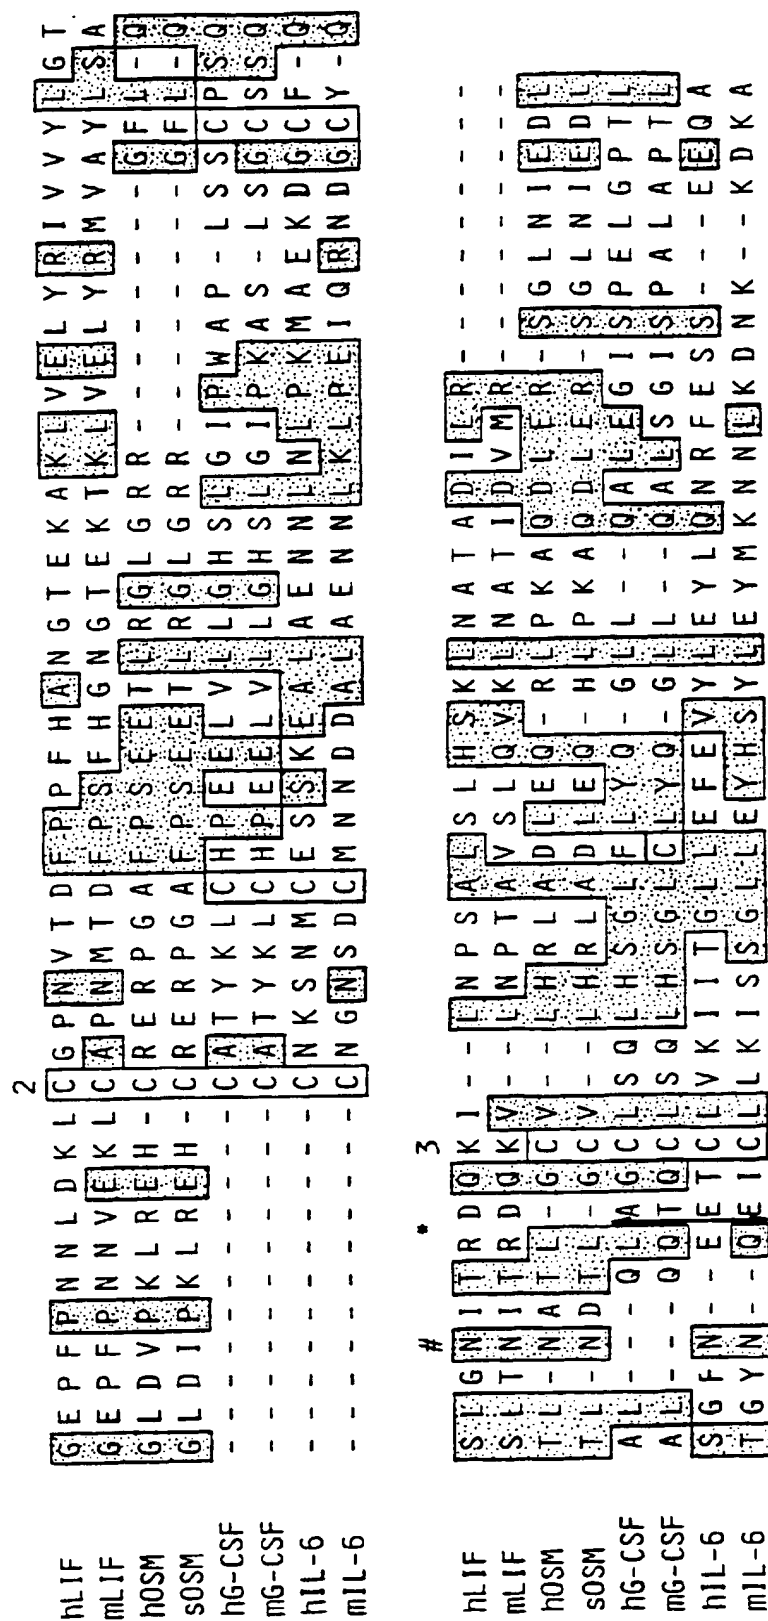 2
hLIF G E P F P N N L D K L C G P N V T D F P P F H A N G T E K A K L V E L Y R I V V Y L G T
mLIF G E P F P N N V E K L C A P N M T D F P S F H G N G T E K T K L V E L Y R M V A Y L S A
hOSM G L D V P K L R E H - C R E R P G A F P S E E T L R G L G R R - - - - - - - - G F L - Q
sOSM G L D I P K L R E H - C R E R P G A F P S E E T L R G L G R R - - - - - - - - G F L - Q
hG-CSF - - - - - - - - - - - C A T Y K L C H P E E L V L L G H S L G I P W A P - L S S C P S Q
mG-CSF - - - - - - - - - - - C A T Y K L C H P E E L V L L G H S L G I P K A S - L S G C S S Q
hIL-6 - - - - - - - - - - - C N K S N M C E S S K E A L A E N N L N L P K M A E K D G C F - Q
mIL-6 - - - - - - - - - - - C N G N S D C M N N D D A L A E N N L K L P E I Q R N D G C Y - Q
# * 3
hLIF S L G N I T R D Q K I - - L N P S A L S L H S K L N A T A D I L R - - - - - - - - -
mLIF S L T N I T R D Q K V - - L N P T A V S L Q V K L N A T I D V M R - - - - - - - - -
hOSM T L - N A T L - G C V - - L H R L A D L E Q - R L P K A Q D L E R - S G L N I E D L
sOSM T L - N D T L - G C V - - L H R L A D L E Q - H L P K A Q D L E R - S G L N I E D L
hG-CSF A L - - - Q L A G C L S Q L H S G L F L Y Q - G L L - - Q A L E G I S P E L G P T L
mG-CSF A L - - - Q Q T Q C L S Q L H S G L C L Y Q - G L L - - Q A L S G I S P A L A P T L
hIL-6 S G F N - - E E T C L V K I I T G L L E F E V Y L E Y L Q N R F E S S - - - E E Q A
mIL-6 T G Y N - - Q E I C L L K I S S G L L E Y H S Y L E Y M K N N L K D N K - - K D K A